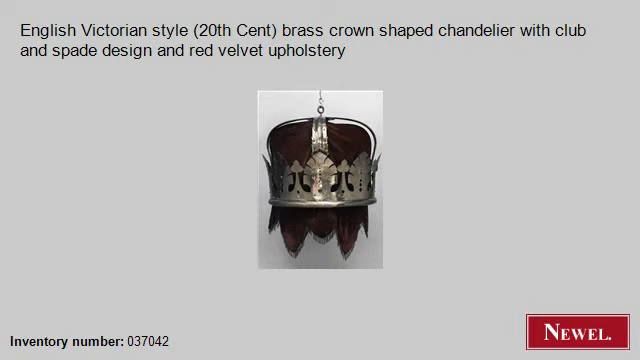 English Victorian style (20th Cent) brass crown shaped chandelier with club
and spade design and red velvet upholstery
Inventory number: 037042
NEWEL.